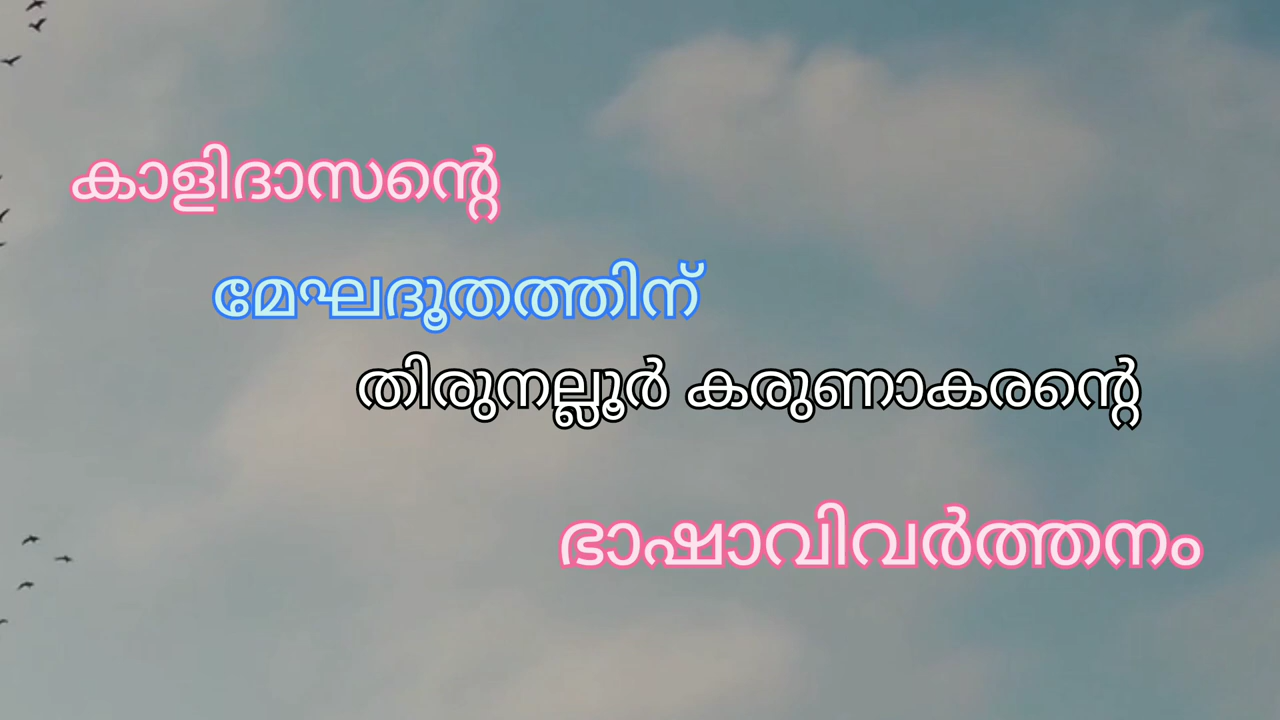 കാളിദാസന്റെ
മേഘദൂതത്തിന്
തിരുനല്ലൂർ കരുണാകരന്റെ
ഭാഷാവിവർത്തനം